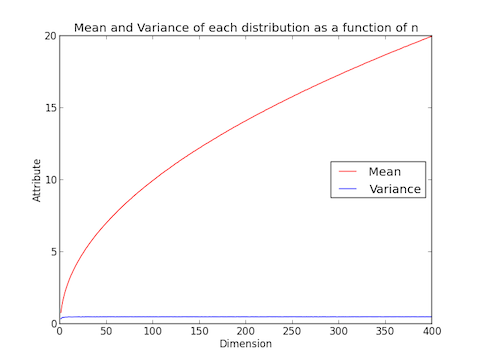 Mean and Variance of each distribution as a function of n
20
15
10
5
0
Attribute
Mean
Variance
0 50 100 150 200 250 300 350 400
Dimension